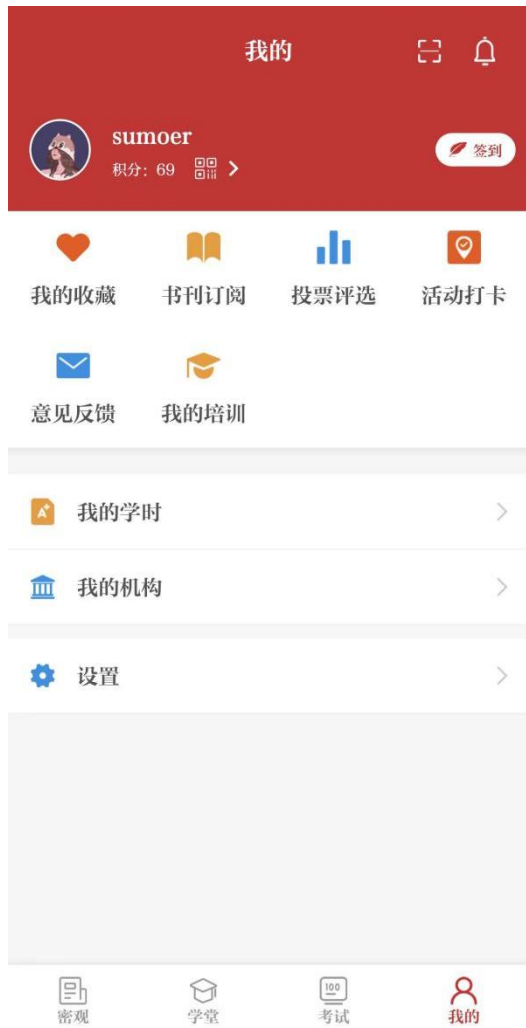 我的
sumoer
积分: 69
签到
我的收藏 书刊订阅 投票评选 活动打卡
意见反馈 我的培训
A+ 我的学时
我的机构
设置
100
密观 学堂 考试 我的